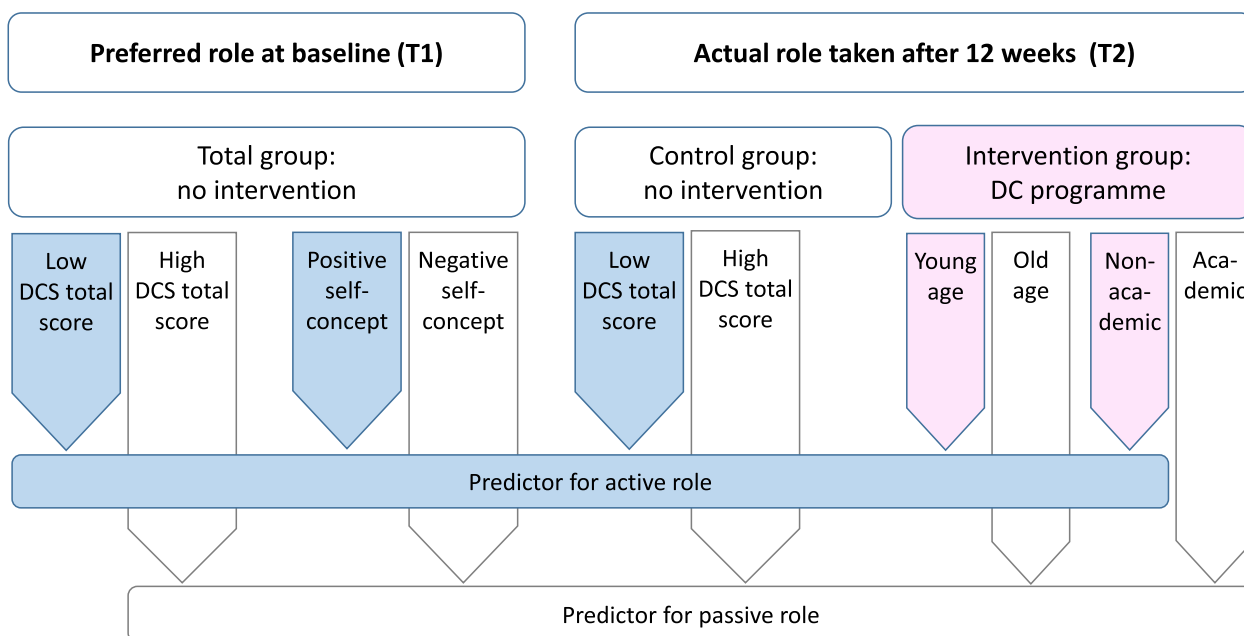 Preferred role at baseline (T1)
Actual role taken after 12 weeks (T2)
Total group:
no intervention
Control group:
no intervention
Intervention group:
DC programme
Low
DCS total
score
High
DCS total
score
Positive
self-
concept
Negative
self-
concept
Low
DCS total
score
High
DCS total
score
Young
age
Old
age
Non-
aca-
demic
Aca-
demic
Predictor for active role
Predictor for passive role